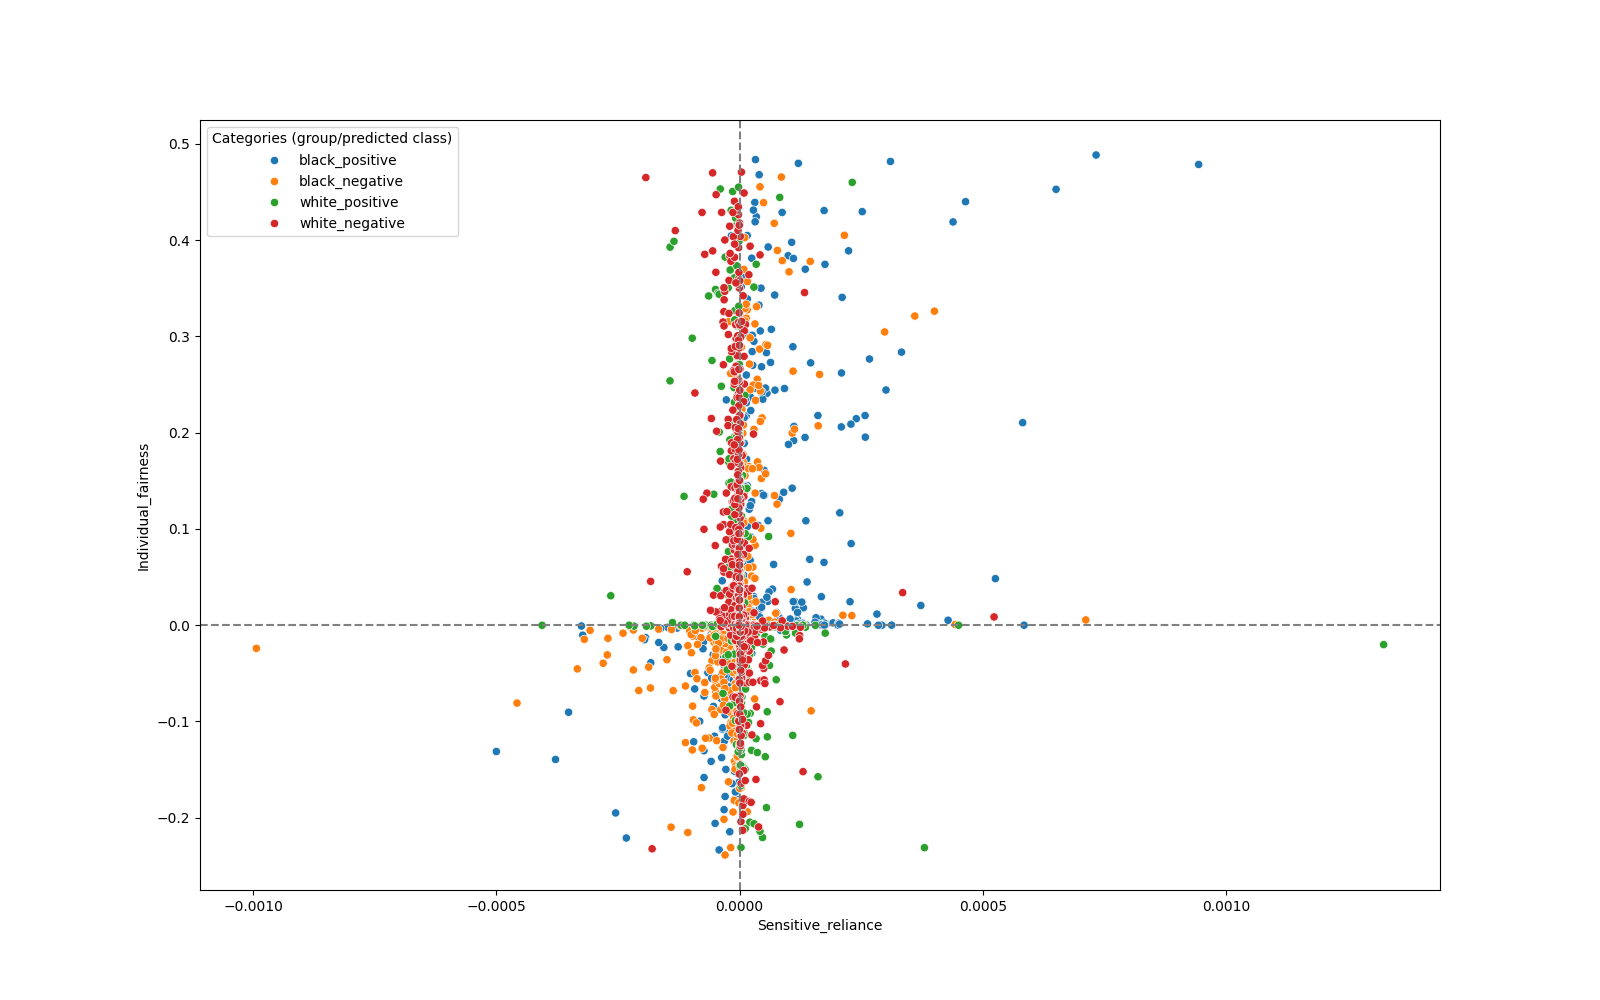 Categories (group/predicted class)
black_positive
black_negative
white_positive
white_negative
0.5
0.4
0.3
0.2
0.1
0.0
−0.1
−0.2
Individual_fairness
−0.0010
−0.0005
0.0000
0.0005
0.0010
Sensitive_reliance